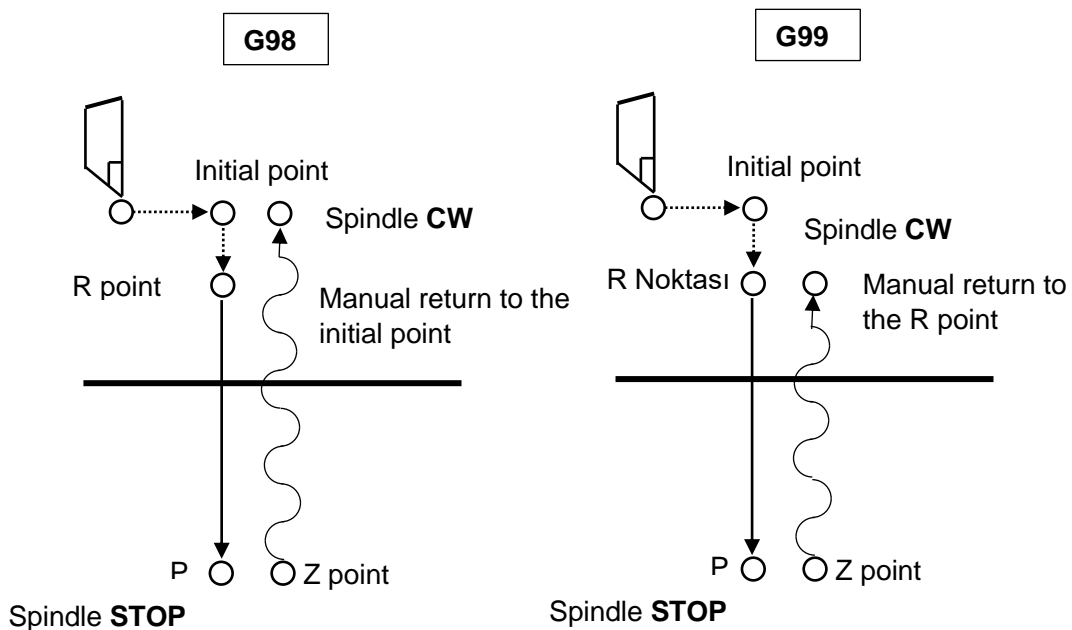 G98
Initial point
Spindle CW
R point
Manual return to the
initial point
P
Z point
Spindle STOP
G99
Initial point
Spindle CW
R Noktası
Manual return to
the R point
P
Z point
Spindle STOP